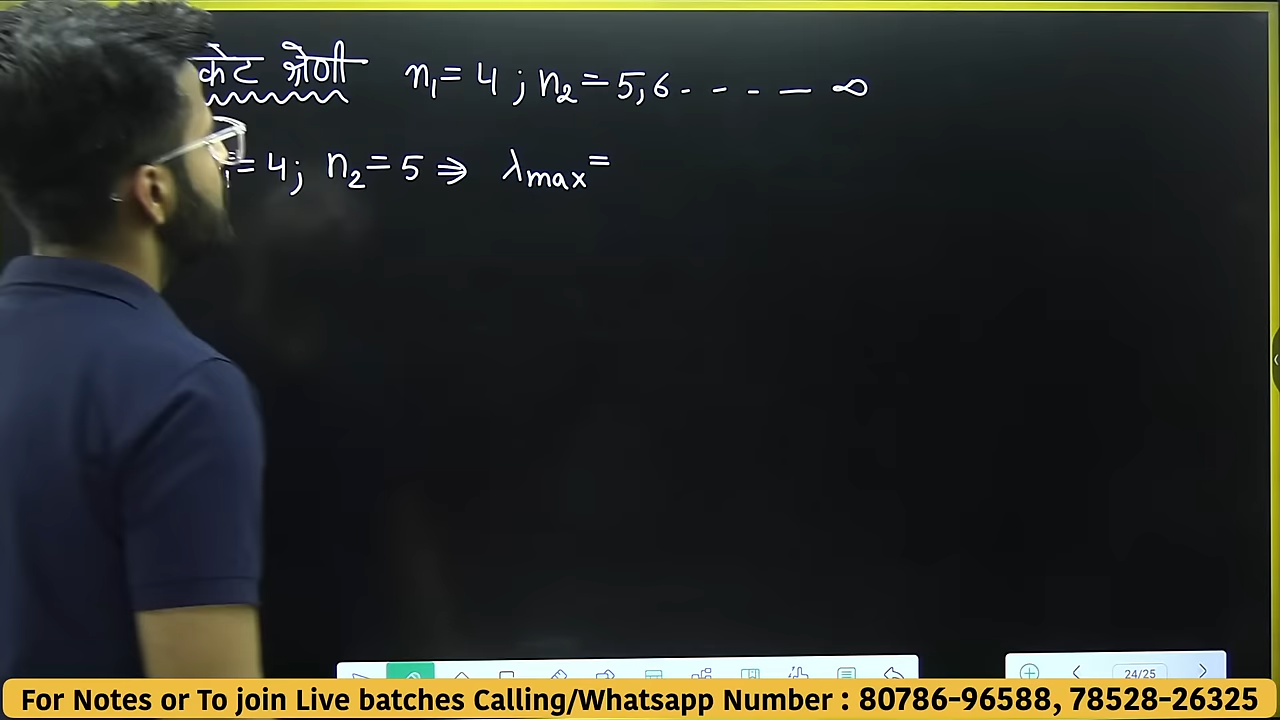 केट श्रेणी n₁ = 4 ; n₂ = 5,6 - - - - ∞
= 4; n₂ = 5 ⇒ λmax =
24/25
For Notes or To join Live batches Calling/Whatsapp Number : 80786-96588, 78528-26325